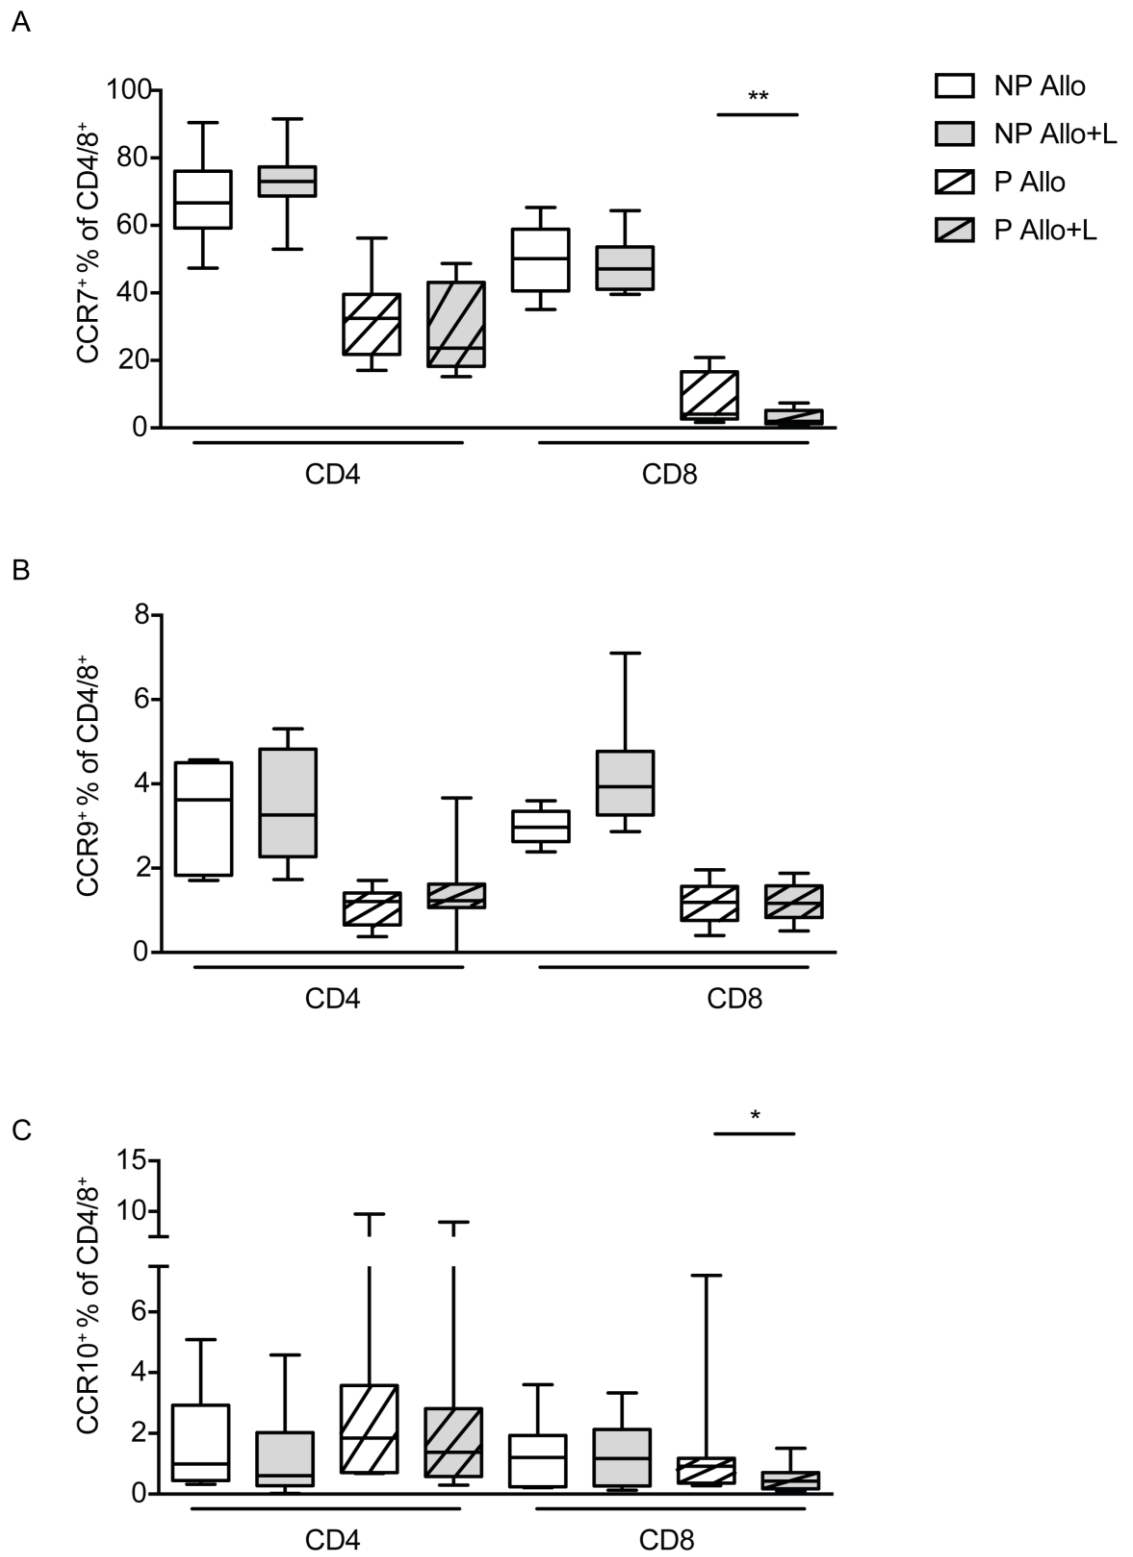 A
100
80
60
40
20
0
CCR7⁺ % of CD4/8⁺
**
CD4
CD8
NP Allo
NP Allo+L
P Allo
P Allo+L
B
8
6
4
2
0
CCR9⁺ % of CD4/8⁺
CD4
CD8
C
15
10
6
4
2
0
CCR10⁺ % of CD4/8⁺
*
CD4
CD8